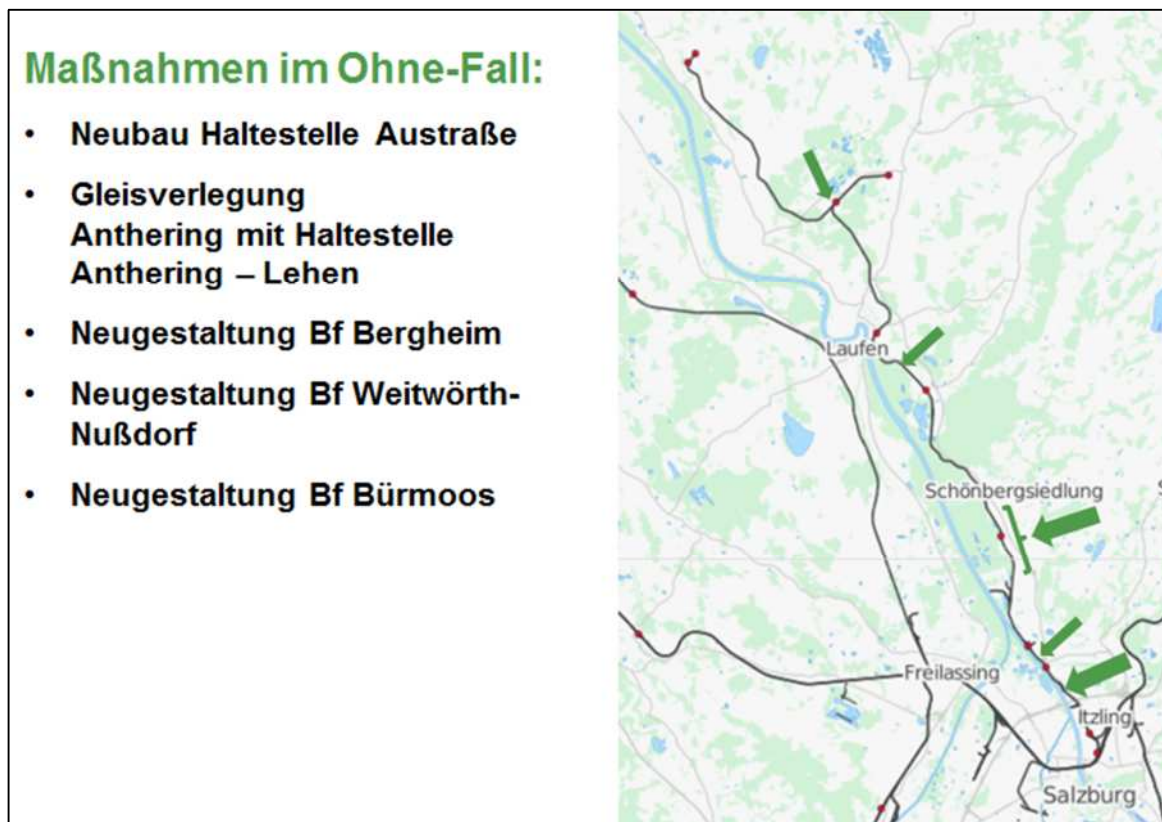 Maßnahmen im Ohne-Fall:
• Neubau Haltestelle Austraße
• Gleisverlegung
Anthering mit Haltestelle
Anthering – Lehen
• Neugestaltung Bf Bergheim
• Neugestaltung Bf Weitwörth-
Nußdorf
• Neugestaltung Bf Bürmoos
Laufen
Schönbergsiedlung
S
Freilassing
Itzling
Salzburg